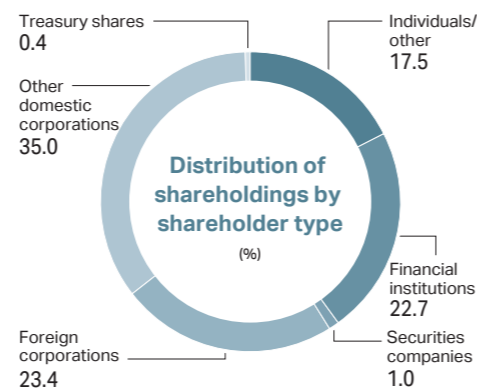 Treasury shares
0.4
Other
domestic
corporations
35.0
Foreign
corporations
23.4
Distribution of
shareholdings by
shareholder type
(%)
Individuals/
other
17.5
Financial
institutions
22.7
Securities
companies
1.0